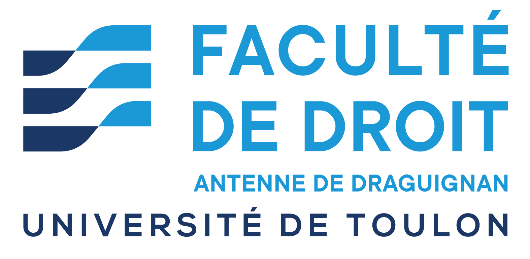 FACULTÉ
DE DROIT
ANTENNE DE DRAGUIGNAN
UNIVERSITÉ DE TOULON